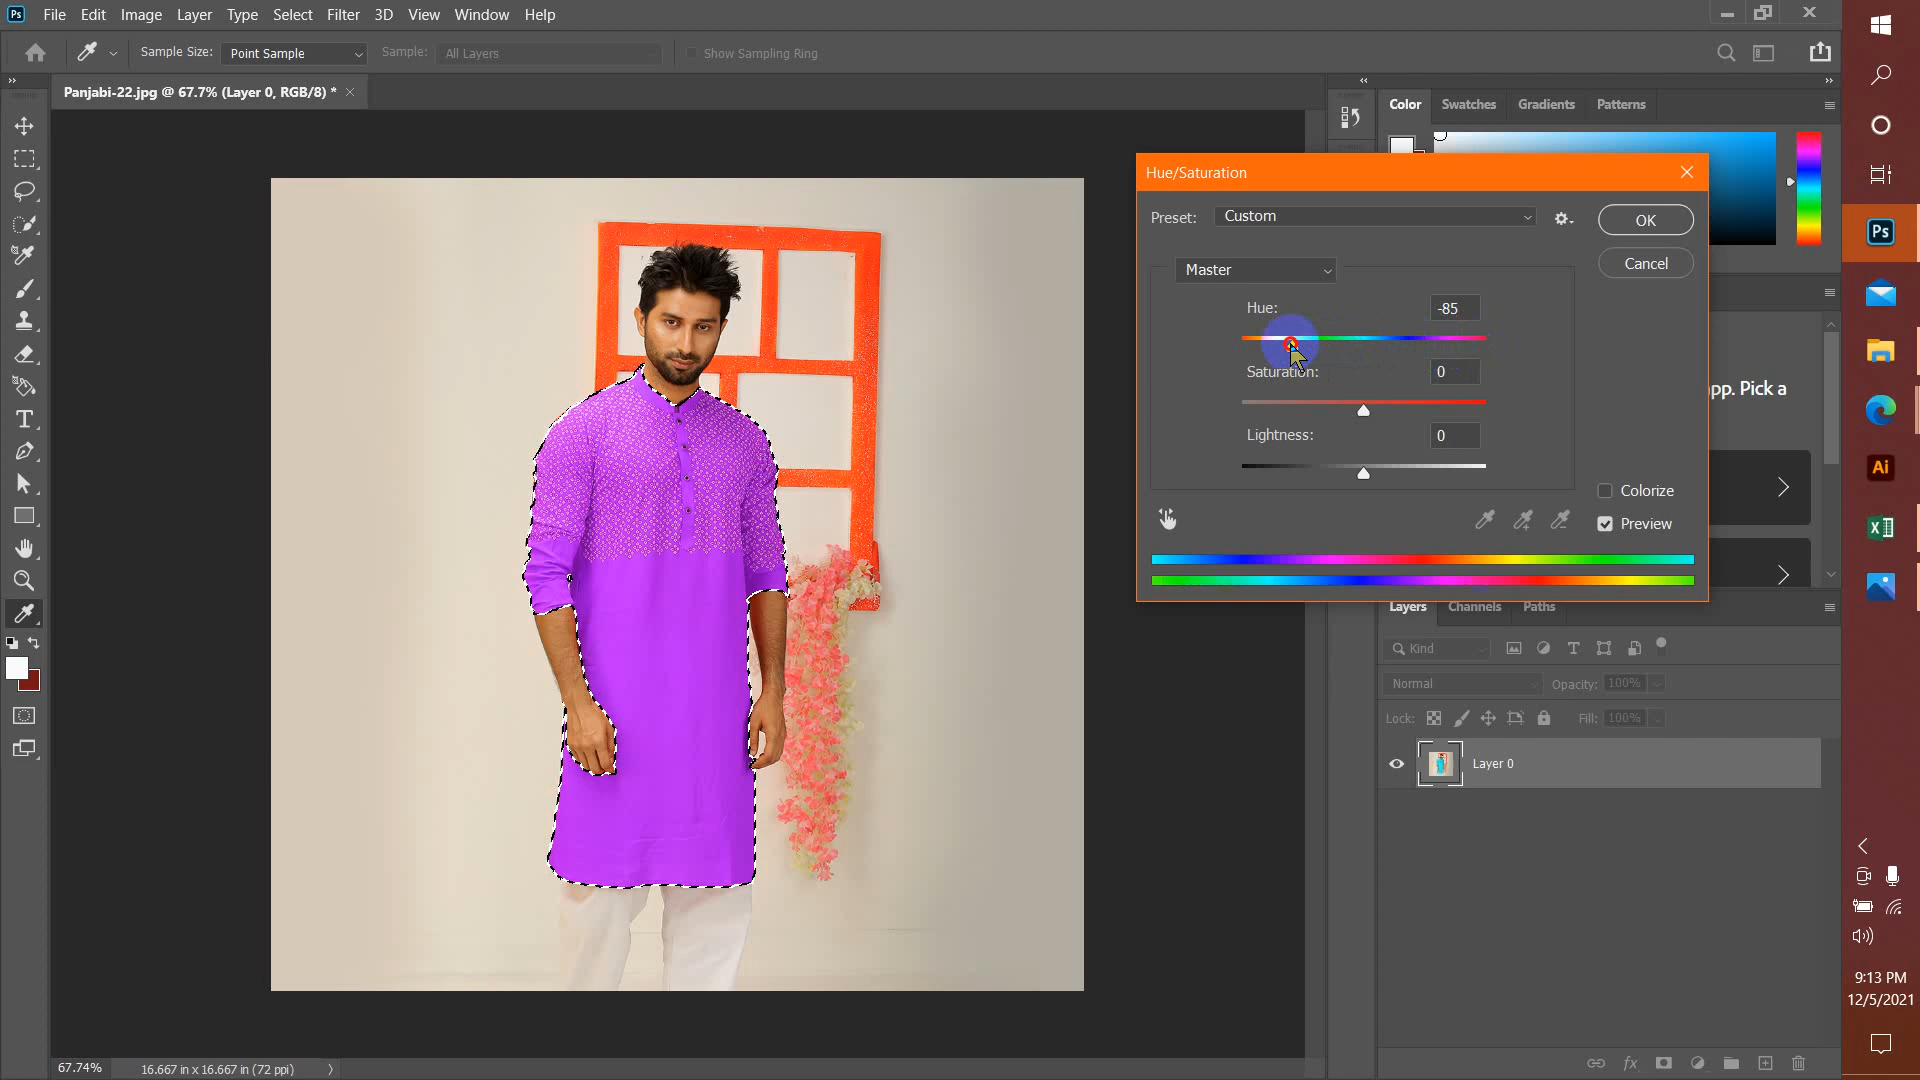 Ps File Edit Image Layer Type Select Filter 3D View Window Help
Sample Size: Point Sample Sample: All Layers Show Sampling Ring
Panjabi-22.jpg @ 67.7% (Layer 0, RGB/8) *
Color Swatches Gradients Patterns
Hue/Saturation
Preset: Custom
OK
Cancel
Master
Hue: -85
Saturation: 0
Lightness: 0
Colorize
Preview
app. Pick a
Layers Channels Paths
Kind
Normal Opacity: 100%
Lock: Fill: 100%
Layer 0
67.74% 16.667 in x 16.667 in (72 ppi)
Ps
Ai
9:13 PM
12/5/2021